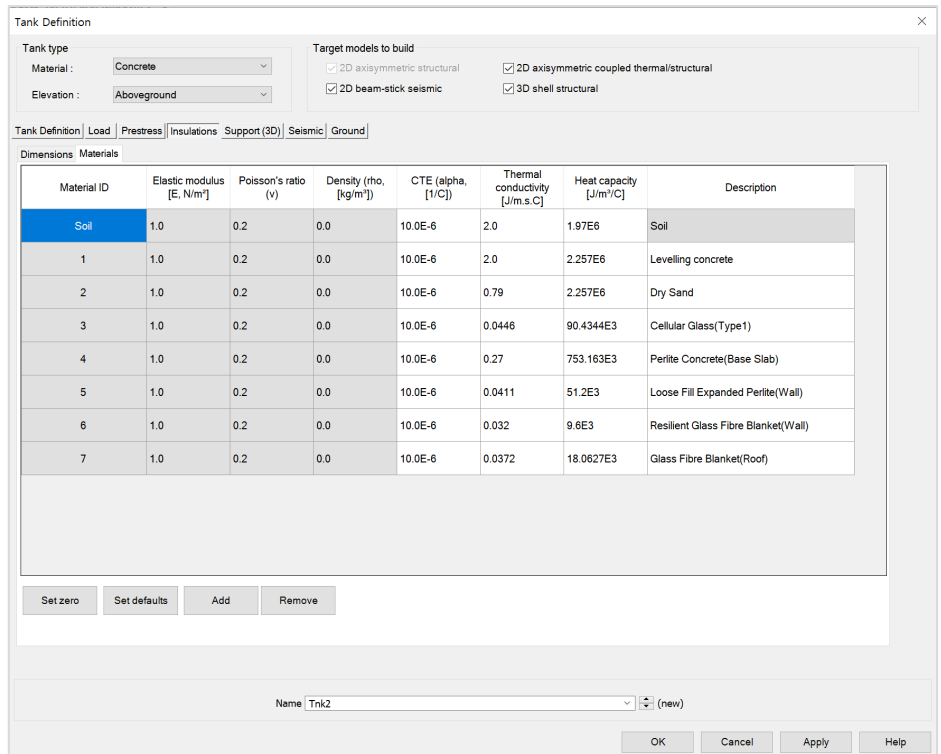 Tank Definition
Tank type
Material : Concrete
Elevation : Aboveground
Target models to build
2D axisymmetric structural
2D axisymmetric coupled thermal/structural
2D beam-stick seismic
3D shell structural
Tank Definition Load Prestress Insulations Support (3D) Seismic Ground
Dimensions Materials
Material ID Elastic modulus [E, N/m²] Poisson's ratio (v) Density (rho, [kg/m³]) CTE (alpha, [1/C]) Thermal conductivity [J/m.s.C] Heat capacity [J/m³/C] Description
Soil 1.0 0.2 0.0 10.0E-6 2.0 1.97E6 Soil
1 1.0 0.2 0.0 10.0E-6 2.0 2.257E6 Levelling concrete
2 1.0 0.2 0.0 10.0E-6 0.79 2.257E6 Dry Sand
3 1.0 0.2 0.0 10.0E-6 0.0446 90.4344E3 Cellular Glass(Type1)
4 1.0 0.2 0.0 10.0E-6 0.27 753.163E3 Perlite Concrete(Base Slab)
5 1.0 0.2 0.0 10.0E-6 0.0411 51.2E3 Loose Fill Expanded Perlite(Wall)
6 1.0 0.2 0.0 10.0E-6 0.032 9.6E3 Resilient Glass Fibre Blanket(Wall)
7 1.0 0.2 0.0 10.0E-6 0.0372 18.0627E3 Glass Fibre Blanket(Roof)
Set zero Set defaults Add Remove
Name Tnk2 (new)
OK Cancel Apply Help